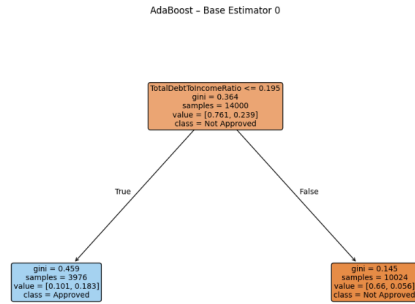 AdaBoost – Base Estimator 0
TotalDebtToIncomeRatio <= 0.195
gini = 0.364
samples = 14000
value = [0.761, 0.239]
class = Not Approved
True
False
gini = 0.459
samples = 3976
value = [0.101, 0.183]
class = Approved
gini = 0.145
samples = 10024
value = [0.66, 0.056]
class = Not Approved